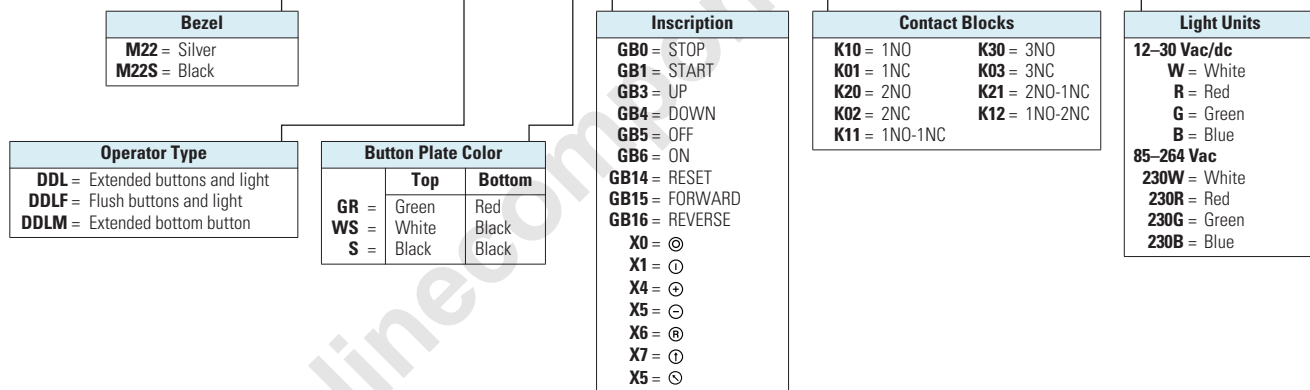 Bezel
M22 = Silver
M22S = Black
Operator Type
DDL = Extended buttons and light
DDLF = Flush buttons and light
DDLM = Extended bottom button
Button Plate Color
Top Bottom
GR = Green Red
WS = White Black
S = Black Black
Inscription
GB0 = STOP
GB1 = START
GB3 = UP
GB4 = DOWN
GB5 = OFF
GB6 = ON
GB14 = RESET
GB15 = FORWARD
GB16 = REVERSE
X0 =
X1 =
X4 =
X5 =
X6 = Ⓡ
X7 =
X5 =
Contact Blocks
K10 = 1NO K30 = 3NO
K01 = 1NC K03 = 3NC
K20 = 2NO K21 = 2NO-1NC
K02 = 2NC K12 = 1NO-2NC
K11 = 1NO-1NC
Light Units
12–30 Vac/dc
W = White
R = Red
G = Green
B = Blue
85–264 Vac
230W = White
230R = Red
230G = Green
230B = Blue
linecompon